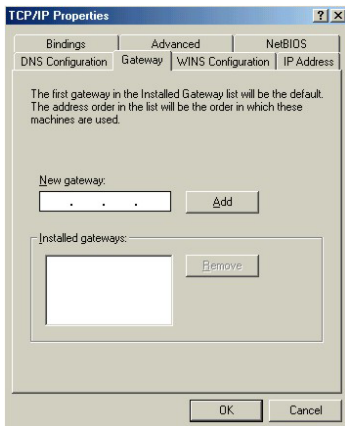 TCP/IP Properties
Bindings Advanced NetBIOS
DNS Configuration Gateway WINS Configuration IP Address
The first gateway in the Installed Gateway list will be the default.
The address order in the list will be the order in which these
machines are used.
New gateway:
. . .
Add
Installed gateways:
Remove
OK Cancel